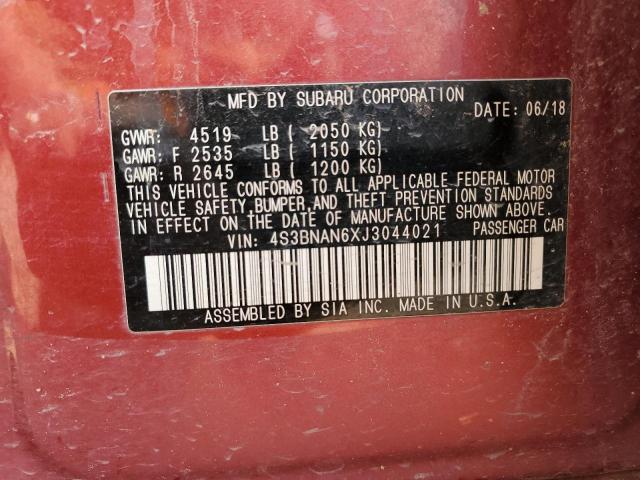 MFD BY SUBARU CORPORATION
DATE: 06/18
GVWR: 4519 LB ( 2050 KG)
GAWR: F 2535 LB ( 1150 KG)
GAWR: R 2645 LB ( 1200 KG)
THIS VEHICLE CONFORMS TO ALL APPLICABLE FEDERAL MOTOR
VEHICLE SAFETY, BUMPER, AND THEFT PREVENTION STANDARDS
IN EFFECT ON THE DATE OF MANUFACTURE SHOWN ABOVE.
VIN: 4S3BNAN6XJ3044021 PASSENGER CAR
ASSEMBLED BY SIA INC. MADE IN U.S.A.